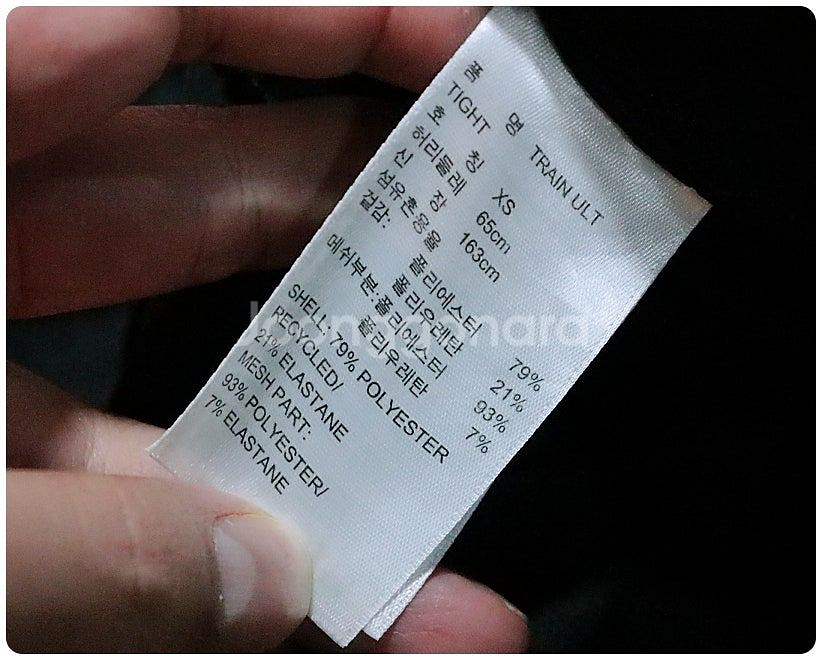 품 명 TRAIN ULT
TIGHT
호 칭 XS
허리둘레 65cm
신 장 163cm
섬유혼용율
겉감: 폴리에스터 79%
폴리우레탄 21%
메쉬부분:폴리에스터 93%
폴리우레탄 7%
SHELL: 79% POLYESTER
RECYCLED/
21% ELASTANE
MESH PART:
93% POLYESTER/
7% ELASTANE
Joonggonara